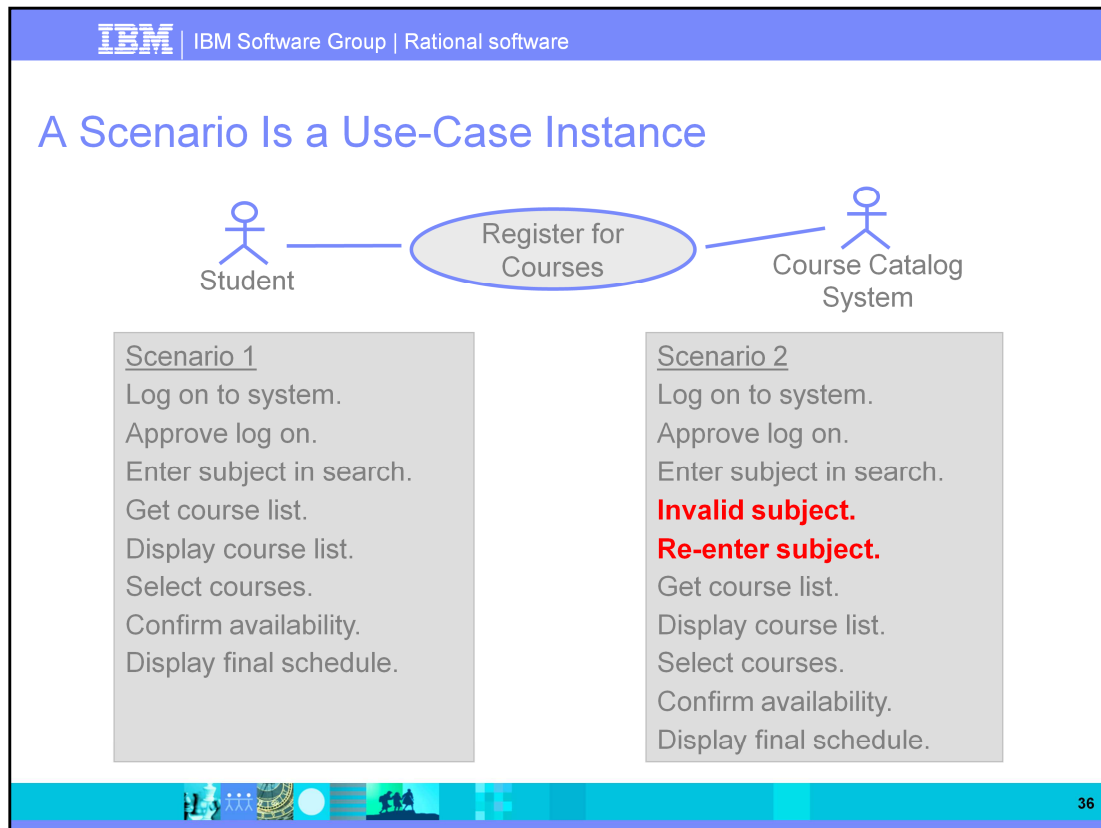 IBM | IBM Software Group | Rational software
A Scenario Is a Use-Case Instance
Student
Register for
Courses
Course Catalog
System
Scenario 1
Log on to system.
Approve log on.
Enter subject in search.
Get course list.
Display course list.
Select courses.
Confirm availability.
Display final schedule.
Scenario 2
Log on to system.
Approve log on.
Enter subject in search.
Invalid subject.
Re-enter subject.
Get course list.
Display course list.
Select courses.
Confirm availability.
Display final schedule.
36